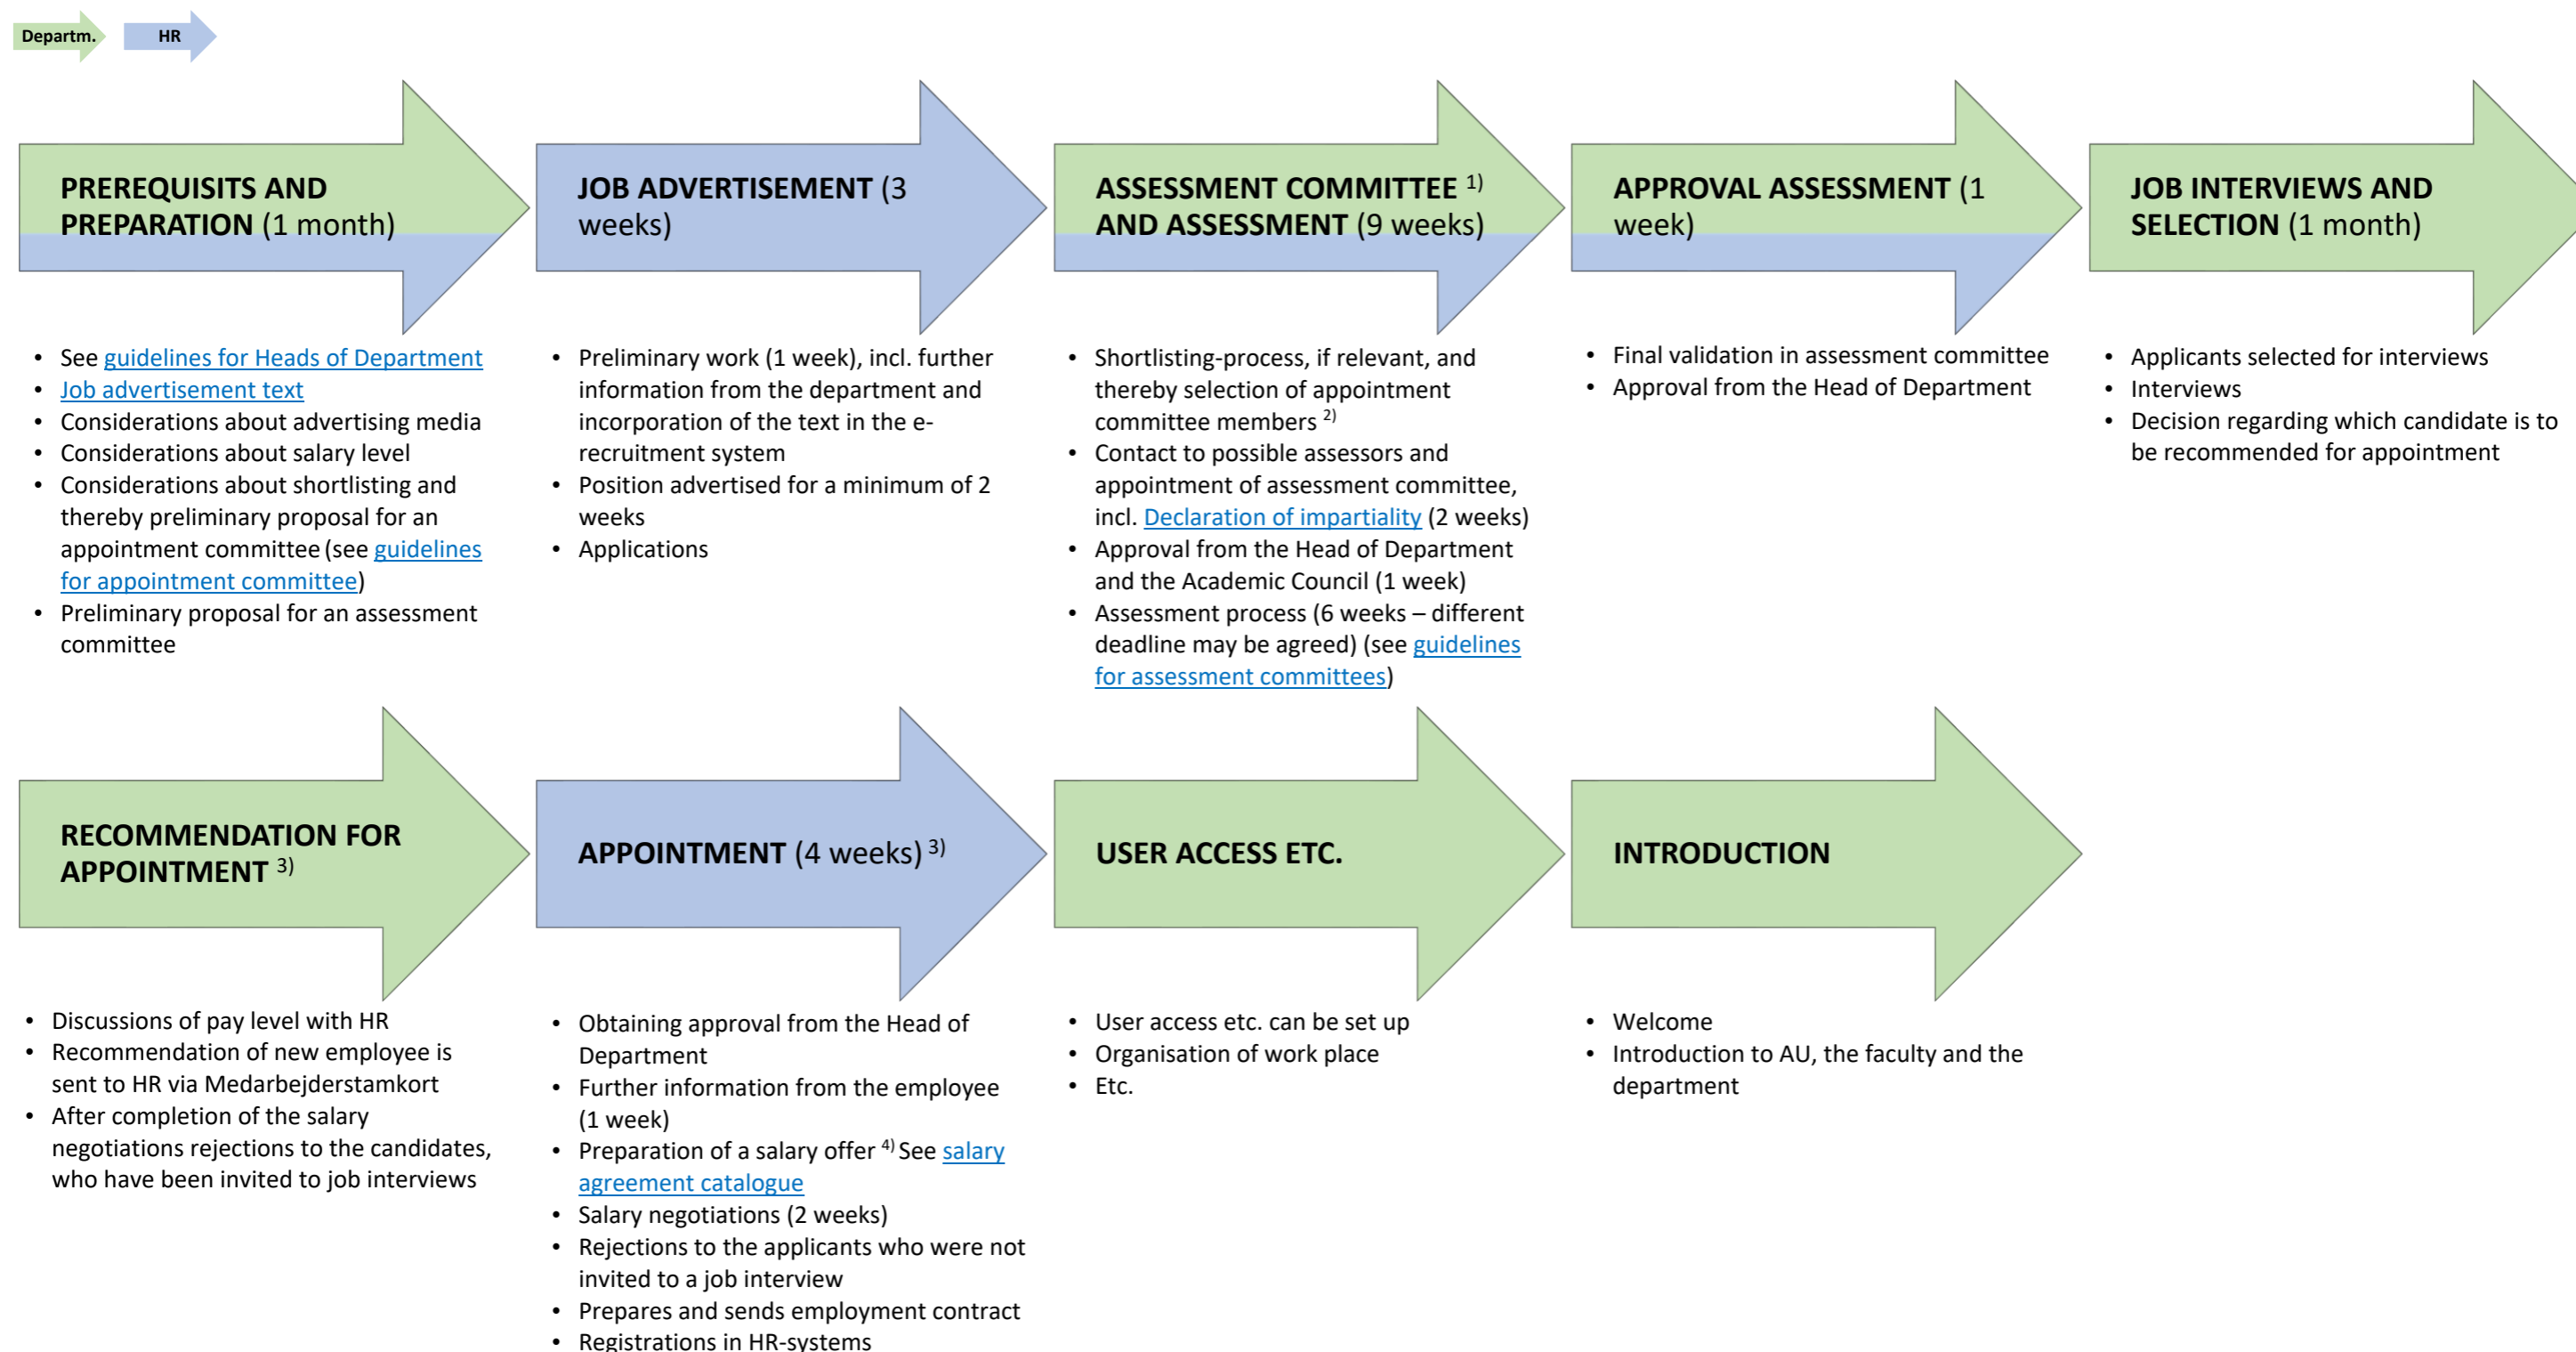 Departm.
HR
PREREQUISITS AND
PREPARATION (1 month)
• See guidelines for Heads of Department
• Job advertisement text
• Considerations about advertising media
• Considerations about salary level
• Considerations about shortlisting and
thereby preliminary proposal for an
appointment committee (see guidelines
for appointment committee)
• Preliminary proposal for an assessment
committee
JOB ADVERTISEMENT (3
weeks)
• Preliminary work (1 week), incl. further
information from the department and
incorporation of the text in the e-
recruitment system
• Position advertised for a minimum of 2
weeks
• Applications
ASSESSMENT COMMITTEE 1)
AND ASSESSMENT (9 weeks)
• Shortlisting-process, if relevant, and
thereby selection of appointment
committee members 2)
• Contact to possible assessors and
appointment of assessment committee,
incl. Declaration of impartiality (2 weeks)
• Approval from the Head of Department
and the Academic Council (1 week)
• Assessment process (6 weeks – different
deadline may be agreed) (see guidelines
for assessment committees)
APPROVAL ASSESSMENT (1
week)
• Final validation in assessment committee
• Approval from the Head of Department
JOB INTERVIEWS AND
SELECTION (1 month)
• Applicants selected for interviews
• Interviews
• Decision regarding which candidate is to
be recommended for appointment
RECOMMENDATION FOR
APPOINTMENT 3)
• Discussions of pay level with HR
• Recommendation of new employee is
sent to HR via Medarbejderstamkort
• After completion of the salary
negotiations rejections to the candidates,
who have been invited to job interviews
APPOINTMENT (4 weeks) 3)
• Obtaining approval from the Head of
Department
• Further information from the employee
(1 week)
• Preparation of a salary offer 4) See salary
agreement catalogue
• Salary negotiations (2 weeks)
• Rejections to the applicants who were not
invited to a job interview
• Prepares and sends employment contract
• Registrations in HR-systems
USER ACCESS ETC.
• User access etc. can be set up
• Organisation of work place
• Etc.
INTRODUCTION
• Welcome
• Introduction to AU, the faculty and the
department